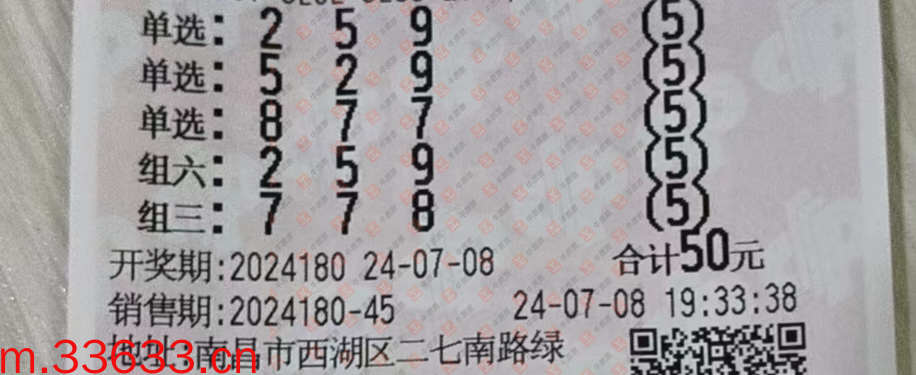 单选: 2 5 9 (5)
单选: 5 2 9 (5)
单选: 8 7 7 (5)
组六: 2 5 9 (5)
组三: 7 7 8 (5)
开奖期:2024180 24-07-08 合计50元
销售期:2024180-45 24-07-08 19:33:38
地址:南昌市西湖区二七南路绿
m.33633.cn